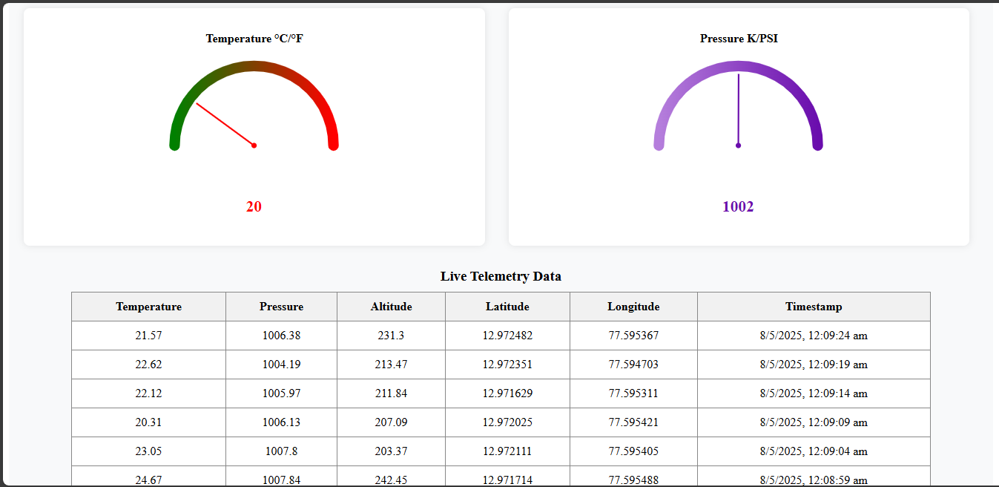 Temperature °C/°F
Pressure K/PSI
20
1002
Live Telemetry Data
Temperature Pressure Altitude Latitude Longitude Timestamp
21.57 1006.38 231.3 12.972482 77.595367 8/5/2025, 12:09:24 am
22.62 1004.19 213.47 12.972351 77.594703 8/5/2025, 12:09:19 am
22.12 1005.97 211.84 12.971629 77.595311 8/5/2025, 12:09:14 am
20.31 1006.13 207.09 12.972025 77.595421 8/5/2025, 12:09:09 am
23.05 1007.8 203.37 12.972111 77.595405 8/5/2025, 12:09:04 am
24.67 1007.84 242.45 12.971714 77.595488 8/5/2025, 12:08:59 am